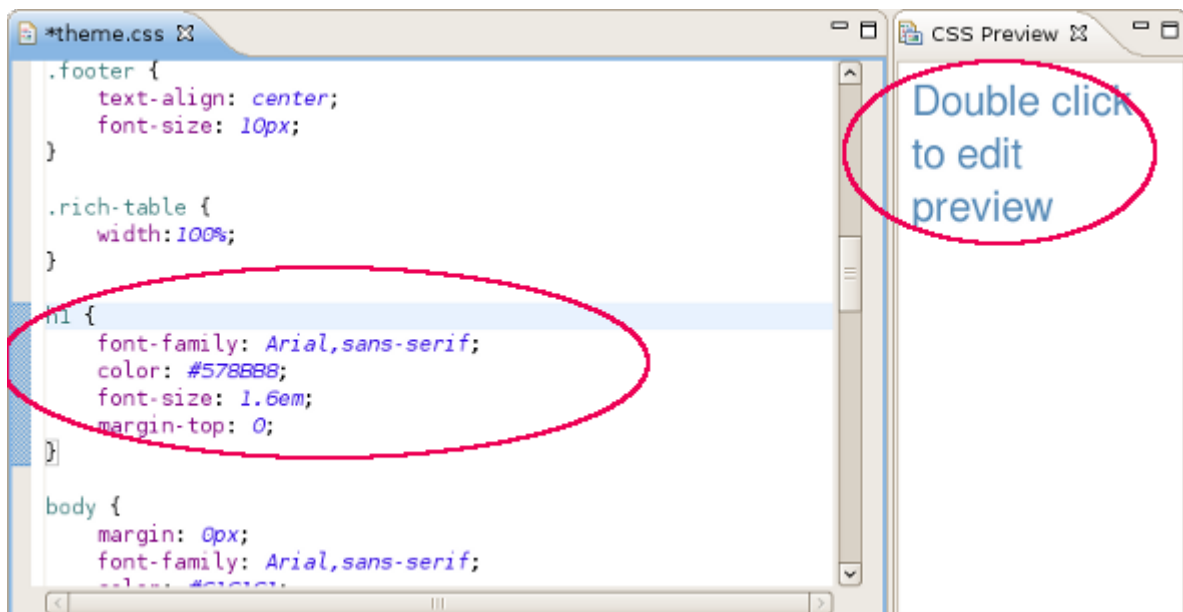 *theme.css
CSS Preview
.footer {
    text-align: center;
    font-size: 10px;
}
.rich-table {
    width:100%;
}
h1 {
    font-family: Arial,sans-serif;
    color: #578BB8;
    font-size: 1.6em;
    margin-top: 0;
}
body {
    margin: 0px;
    font-family: Arial,sans-serif;
Double click
to edit
preview